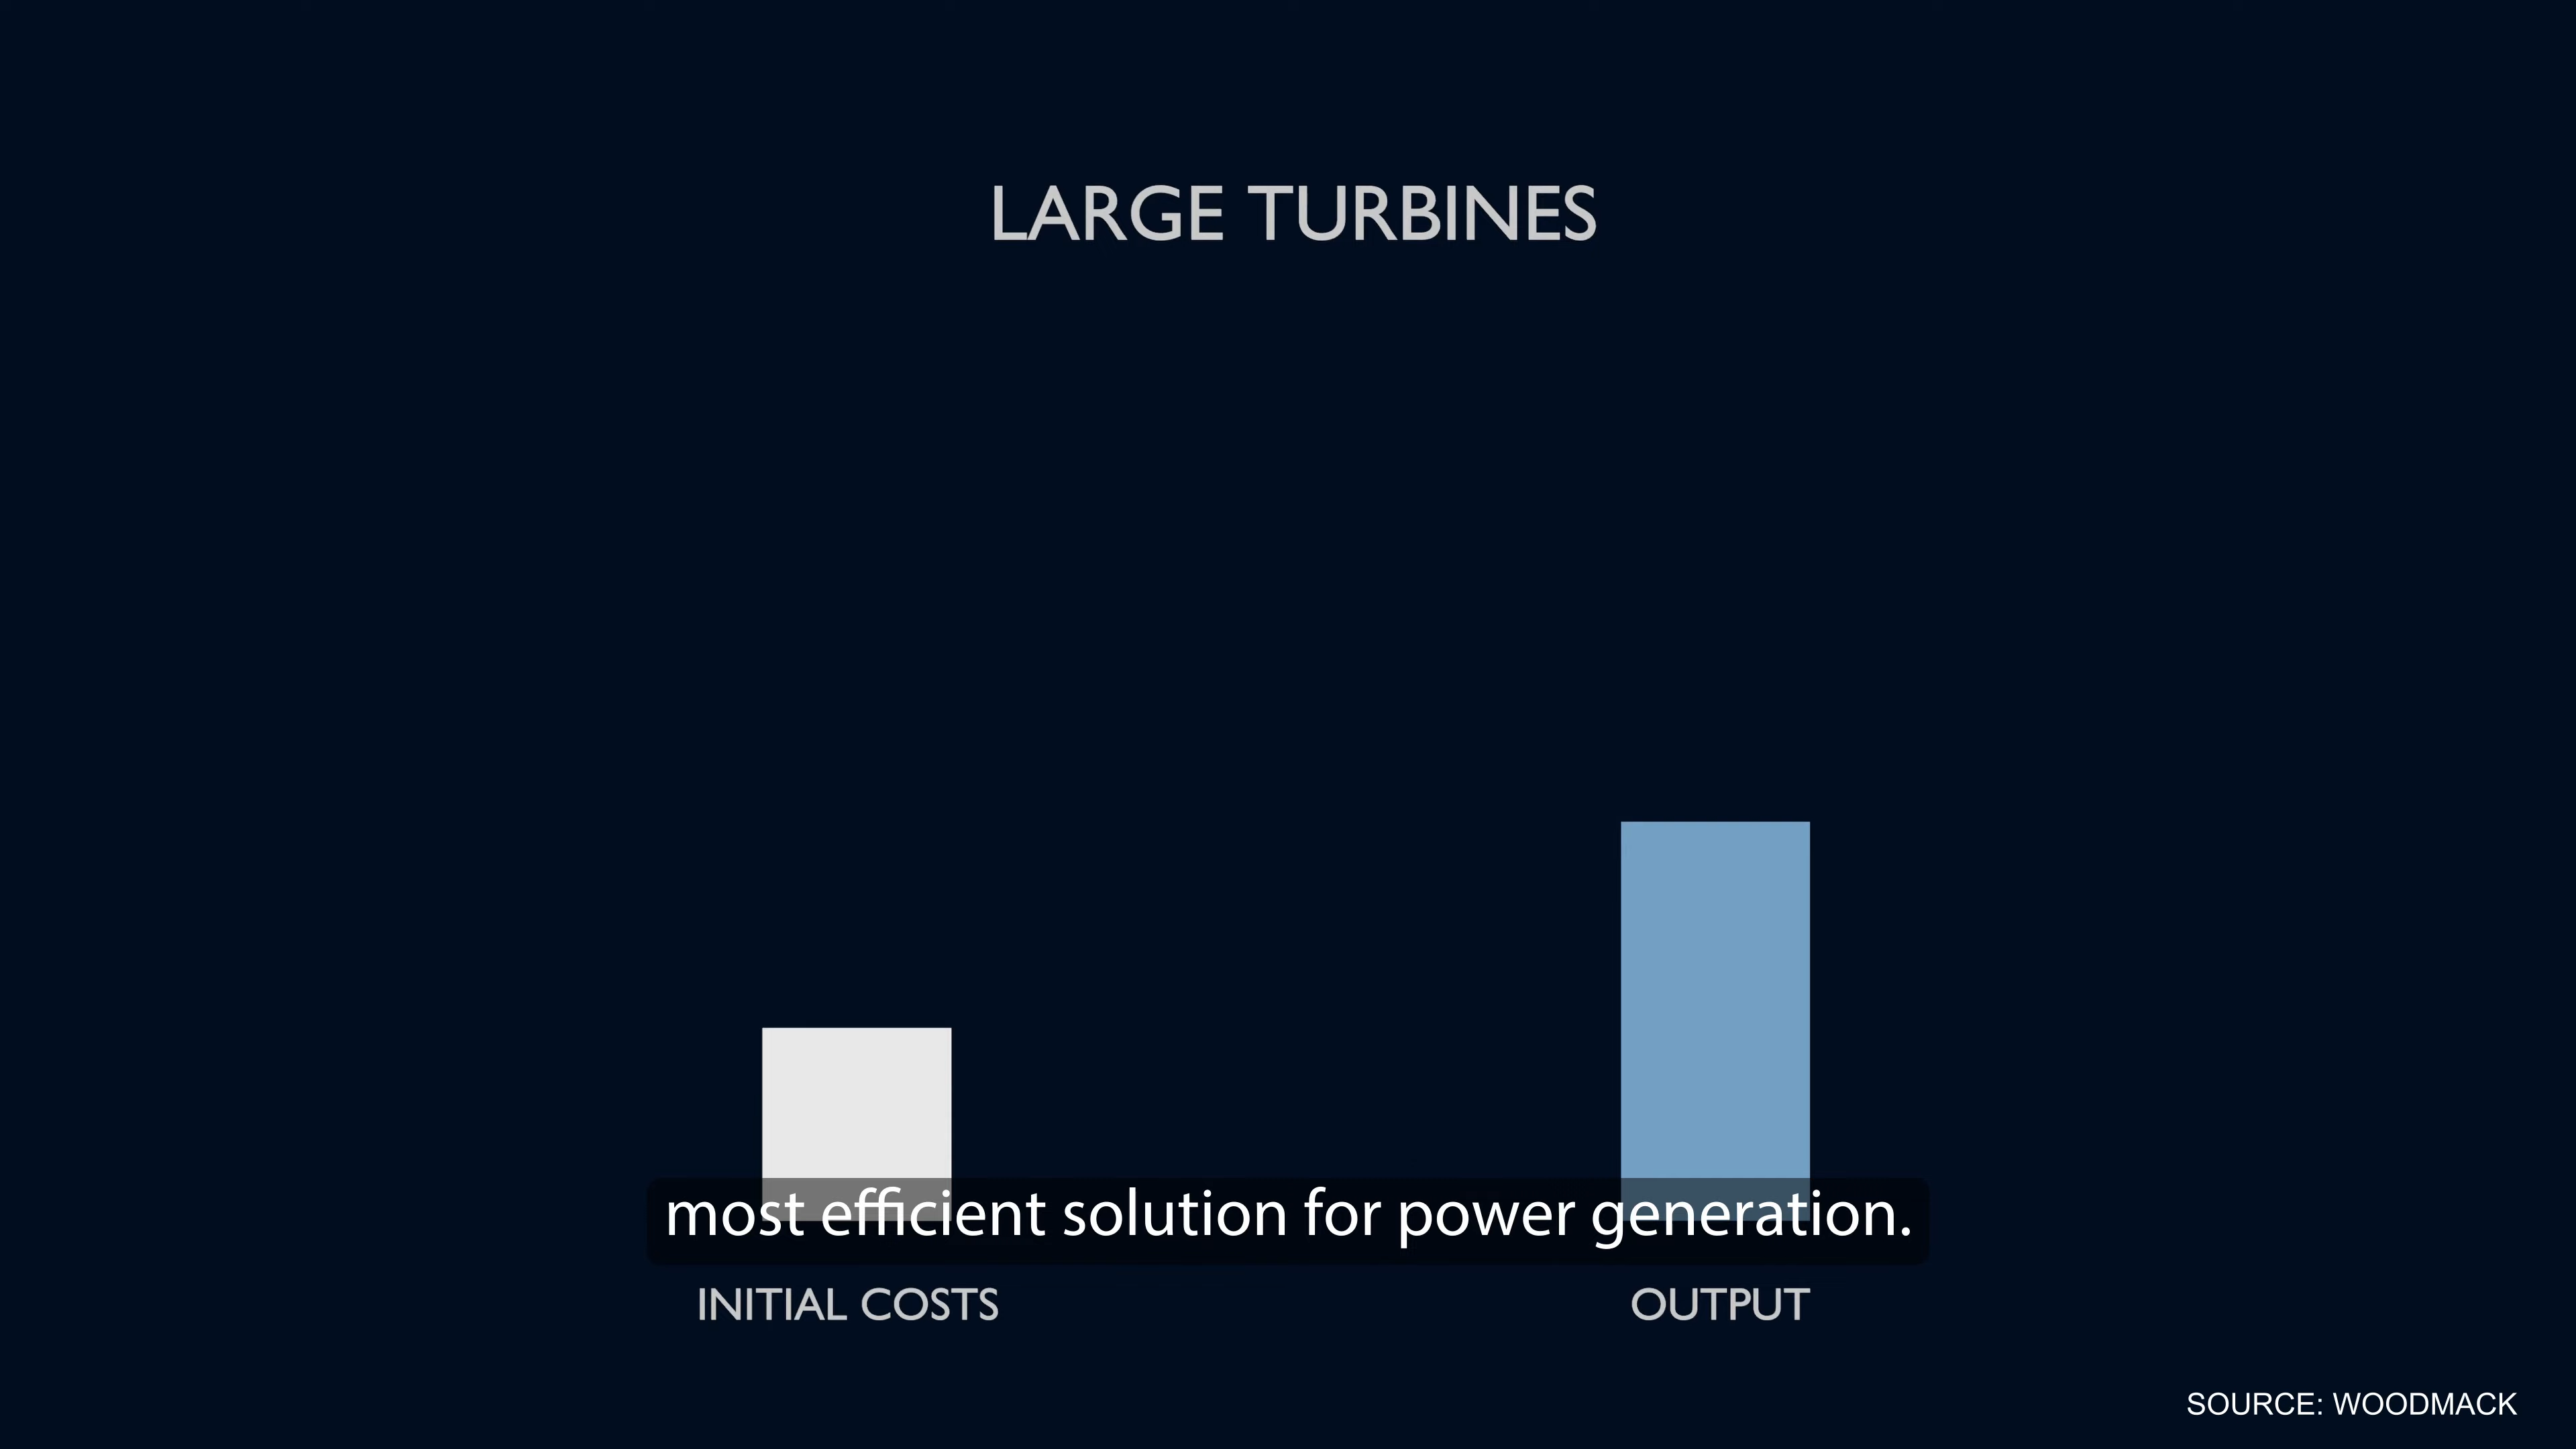 LARGE TURBINES
most efficient solution for power generation.
INITIAL COSTS
OUTPUT
SOURCE: WOODMACK